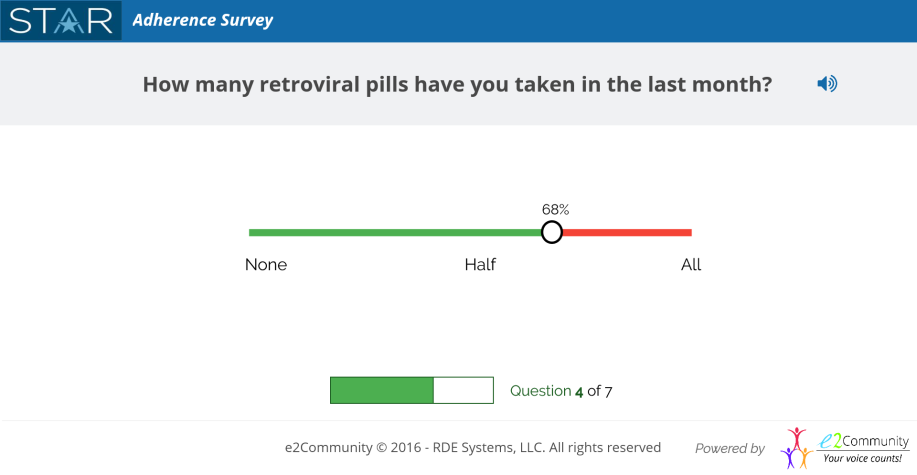 STAR Adherence Survey
How many retroviral pills have you taken in the last month?
68%
None Half All
Question 4 of 7
e2Community © 2016 - RDE Systems, LLC. All rights reserved Powered by e2Community
Your voice counts!